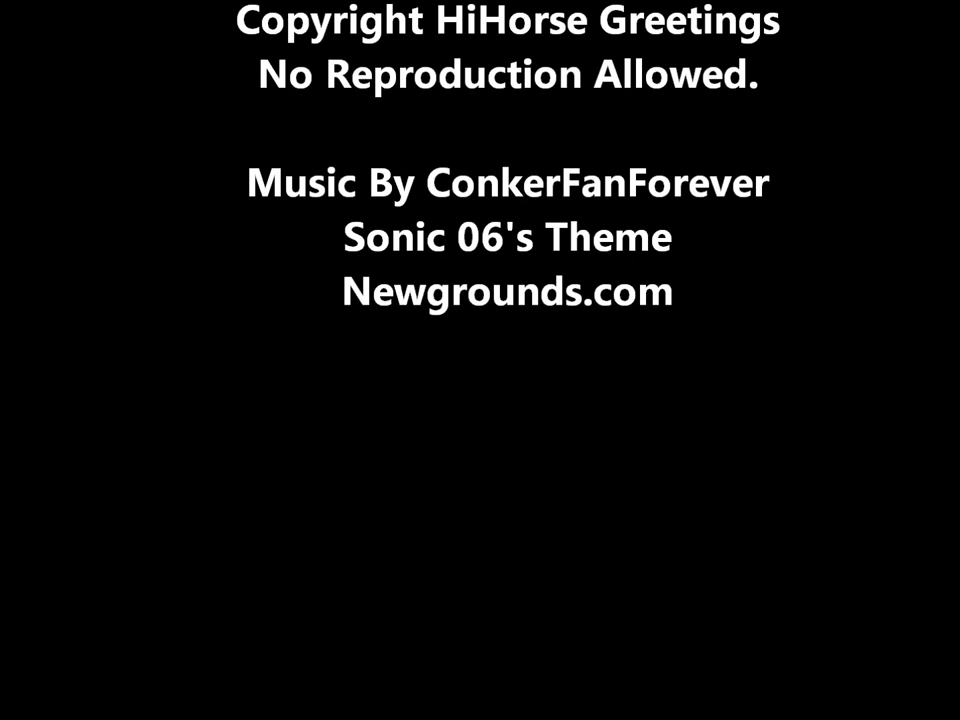 Copyright HiHorse Greetings
No Reproduction Allowed.
Music By ConkerFanForever
Sonic 06's Theme
Newgrounds.com